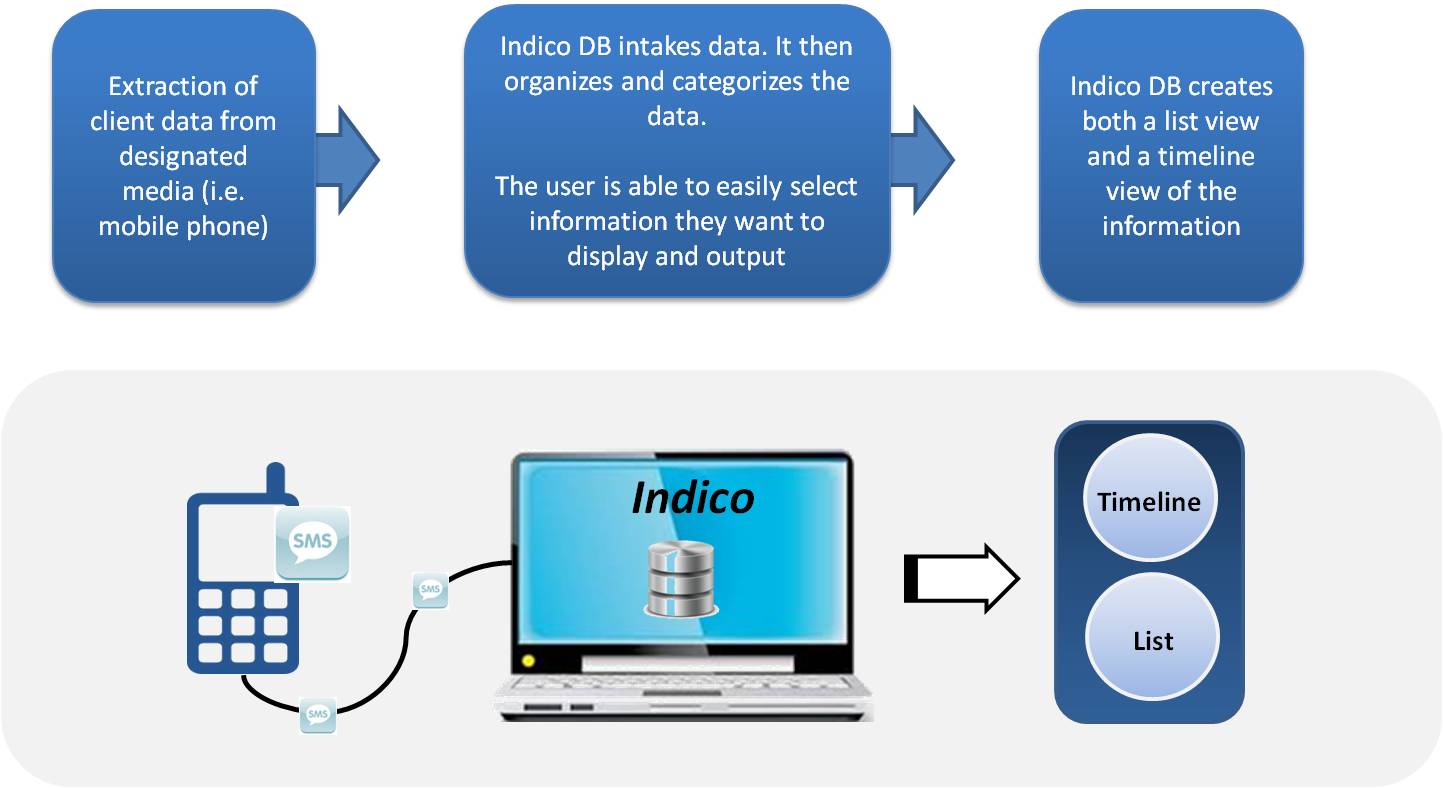 Extraction of
client data from
designated
media (i.e.
mobile phone)
Indico DB intakes data. It then
organizes and categorizes the
data.
The user is able to easily select
information they want to
display and output
Indico DB creates
both a list view
and a timeline
view of the
information
SMS
SMS
SMS
Indico
Timeline
List